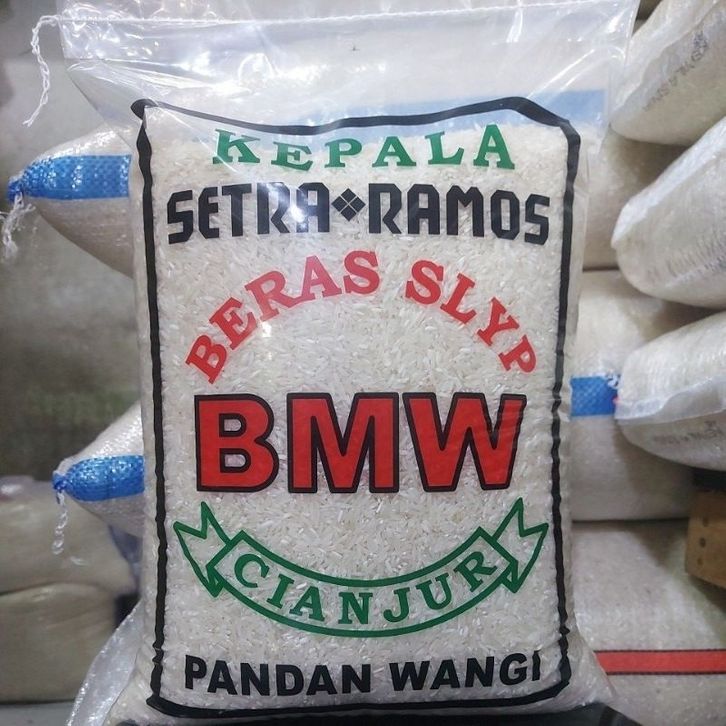 KEPALA
SETRA❖RAMOS
BERAS SLYP
BMW
CIANJUR
PANDAN WANGI